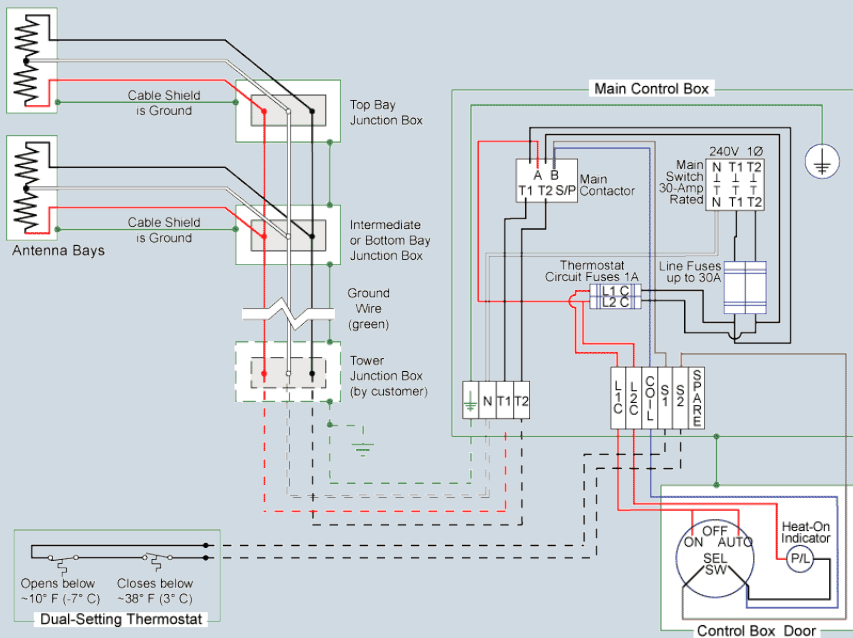 Cable Shield
is Ground
Top Bay
Junction Box
Cable Shield
is Ground
Antenna Bays
Intermediate
or Bottom Bay
Junction Box
Ground
Wire
(green)
Tower
Junction Box
(by customer)
Main Control Box
A B
T1 T2 S/P
Main
Contactor
240V 1Ø
Main
Switch
30-Amp
Rated
N T1 T2
N T1 T2
Thermostat
Circuit Fuses 1A
L1 C
L2 C
Line Fuses
up to 30A
N T1 T2
L1C
L2C
COIL
S1
S2
SPARE
OFF
ON AUTO
SEL
SW
Heat-On
Indicator
P/L
Control Box Door
Opens below
~10° F (-7° C)
Closes below
~38° F (3° C)
Dual-Setting Thermostat